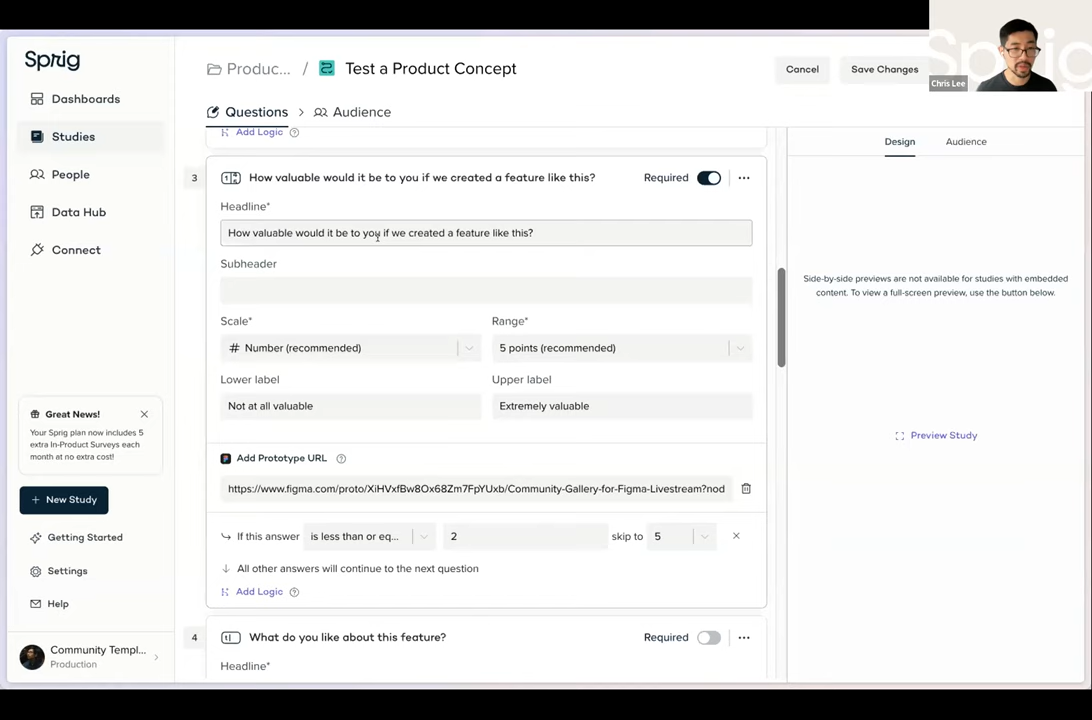 Sprig
Produc... / Test a Product Concept
Cancel
Save Changes
Chris Lee
Dashboards
Studies
People
Data Hub
Connect
Questions > Audience
Add Logic ?
Design
Audience
3
How valuable would it be to you if we created a feature like this?
Required
Headline*
How valuable would it be to you if we created a feature like this?
Subheader
Scale*
Range*
# Number (recommended)
5 points (recommended)
Lower label
Upper label
Not at all valuable
Extremely valuable
Add Prototype URL ?
https://www.figma.com/proto/XiHVxfBw8Ox68Zm7FpYUxb/Community-Gallery-for-Figma-Livestream?nod
If this answer
is less than or eq...
2
skip to
5
All other answers will continue to the next question
Add Logic ?
4
What do you like about this feature?
Required
Headline*
Side-by-side previews are not available for studies with embedded
content. To view a full-screen preview, use the button below.
Preview Study
Great News!
Your Sprig plan now includes 5
extra In-Product Surveys each
month at no extra cost!
+ New Study
Getting Started
Settings
Help
Community Templ...
Production